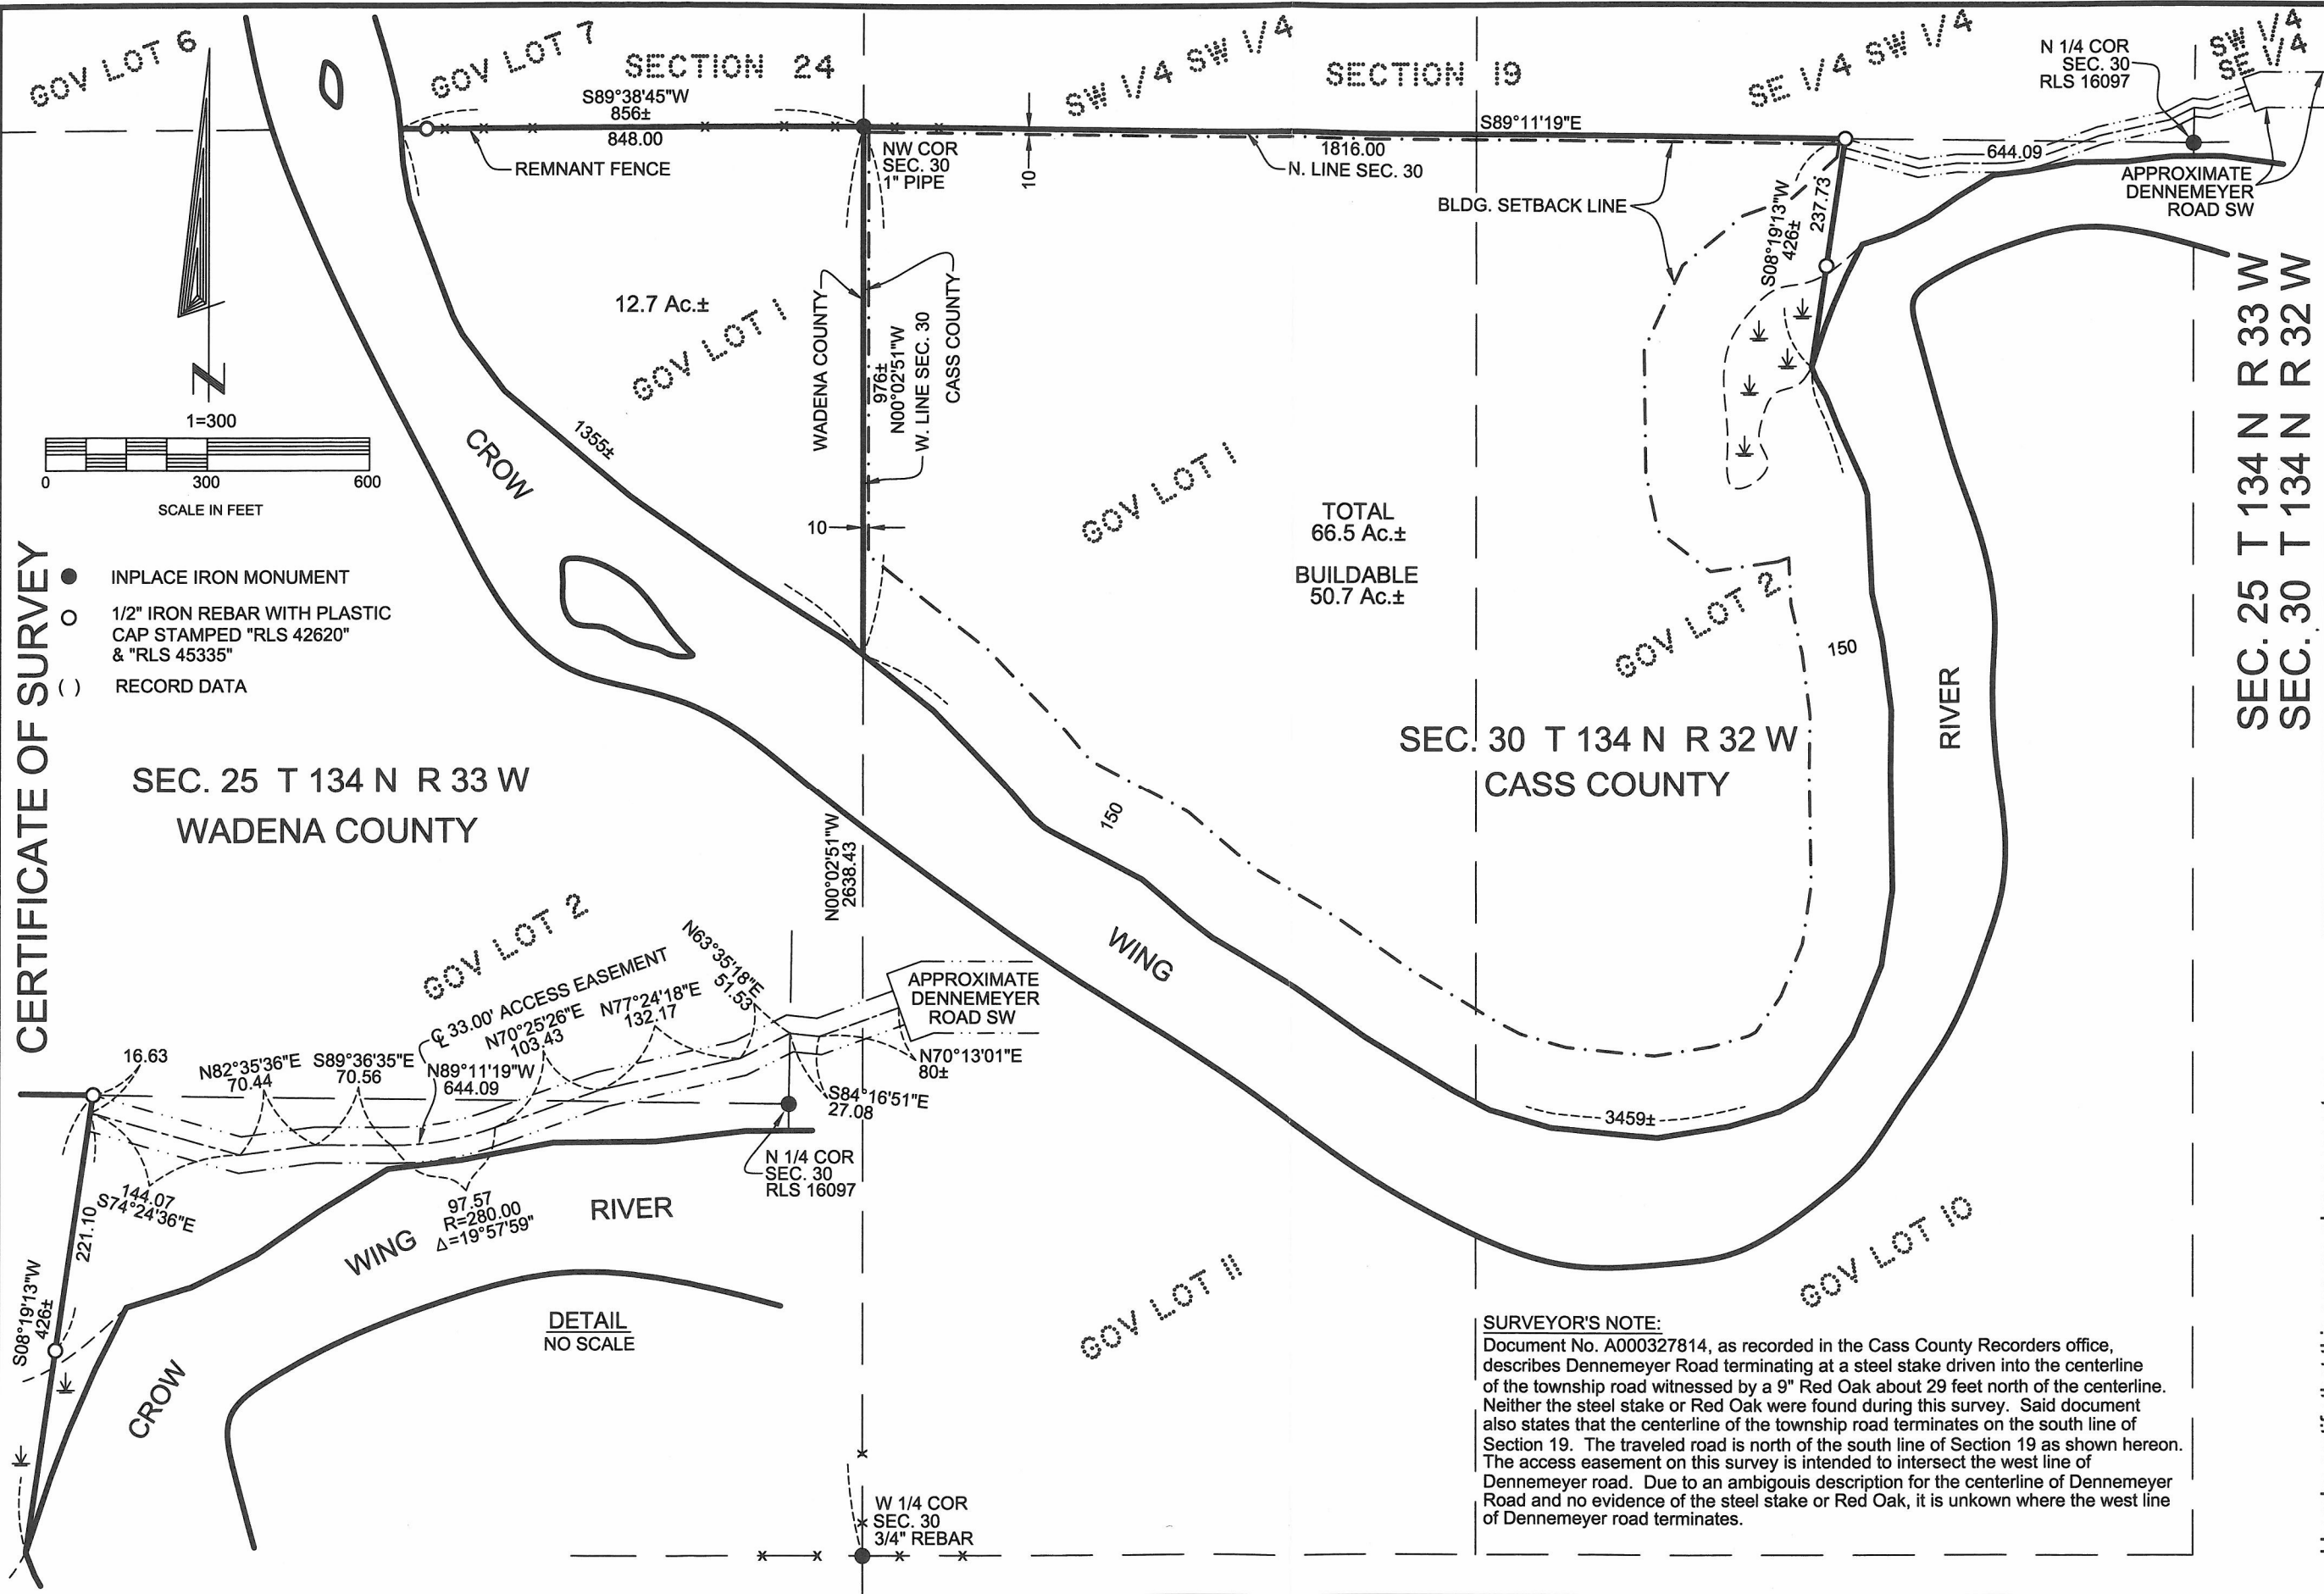 GOV LOT 6
GOV LOT 7
SECTION 24
SW 1/4 SW 1/4
SECTION 19
SE 1/4 SW 1/4
SW 1/4
SE 1/4
N 1/4 COR
SEC. 30
RLS 16097
S89°38'45"W
856±
848.00
REMNANT FENCE
NW COR
SEC. 30
1" PIPE
10
S89°11'19"E
1816.00
N. LINE SEC. 30
BLDG. SETBACK LINE
644.09
APPROXIMATE
DENNEMEYER
ROAD SW
S08°19'13"W
426±
237.73
N
1=300
0 300 600
SCALE IN FEET
12.7 Ac.±
GOV LOT 1
1355±
CROW
WADENA COUNTY
976±
N00°02'51"W
W. LINE SEC. 30
CASS COUNTY
10
GOV LOT 1
TOTAL
66.5 Ac.±
BUILDABLE
50.7 Ac.±
GOV LOT 2
150
RIVER
SEC. 25 T 134 N R 33 W
SEC. 30 T 134 N R 32 W
CERTIFICATE OF SURVEY
INPLACE IRON MONUMENT
1/2" IRON REBAR WITH PLASTIC
CAP STAMPED "RLS 42620"
& "RLS 45335"
( ) RECORD DATA
SEC. 25 T 134 N R 33 W
WADENA COUNTY
SEC. 30 T 134 N R 32 W
CASS COUNTY
150
N00°02'51"W
2638.43
WING
3459±
GOV LOT 2
GOV LOT 11
GOV LOT 10
16.63
N82°35'36"E
70.44
S89°36'35"E
70.56
℄ 33.00' ACCESS EASEMENT
N89°11'19"W
644.09
N70°25'26"E
103.43
N77°24'18"E
132.17
N63°35'18"E
51.53
APPROXIMATE
DENNEMEYER
ROAD SW
N70°13'01"E
80±
S84°16'51"E
27.08
N 1/4 COR
SEC. 30
RLS 16097
144.07
S74°24'36"E
221.10
S08°19'13"W
426±
97.57
R=280.00
Δ=19°57'59"
CROW
WING
RIVER
DETAIL
NO SCALE
W 1/4 COR
SEC. 30
3/4" REBAR
SURVEYOR'S NOTE:
Document No. A000327814, as recorded in the Cass County Recorders office,
describes Dennemeyer Road terminating at a steel stake driven into the centerline
of the township road witnessed by a 9" Red Oak about 29 feet north of the centerline.
Neither the steel stake or Red Oak were found during this survey. Said document
also states that the centerline of the township road terminates on the south line of
Section 19. The traveled road is north of the south line of Section 19 as shown hereon.
The access easement on this survey is intended to intersect the west line of
Dennemeyer road. Due to an ambigouis description for the centerline of Dennemeyer
Road and no evidence of the steel stake or Red Oak, it is unkown where the west line
of Dennemeyer road terminates.